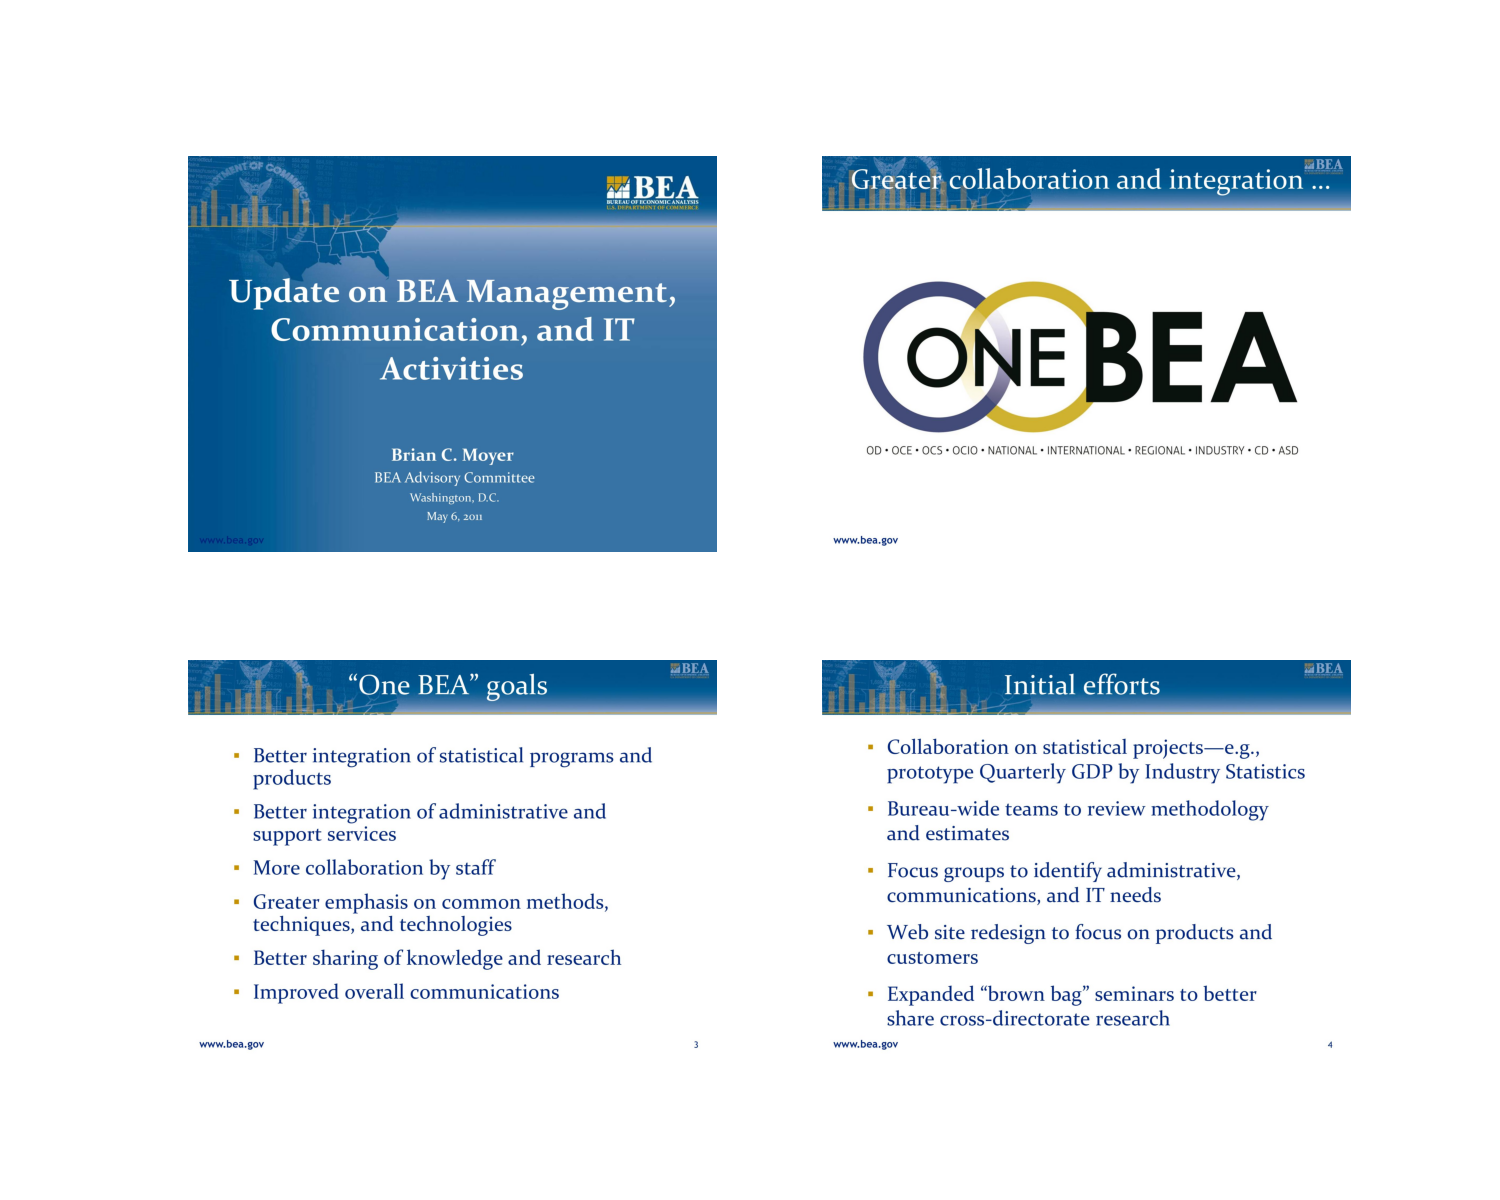 BEA
BUREAU OF ECONOMIC ANALYSIS
U.S. DEPARTMENT OF COMMERCE
Update on BEA Management,
Communication, and IT
Activities
Brian C. Moyer
BEA Advisory Committee
Washington, D.C.
May 6, 2011
www.bea.gov
BEA
Greater collaboration and integration ...
ONE BEA
OD • OCE • OCS • OCIO • NATIONAL • INTERNATIONAL • REGIONAL • INDUSTRY • CD • ASD
www.bea.gov
BEA
“One BEA” goals
▪ Better integration of statistical programs and
products
▪ Better integration of administrative and
support services
▪ More collaboration by staff
▪ Greater emphasis on common methods,
techniques, and technologies
▪ Better sharing of knowledge and research
▪ Improved overall communications
www.bea.gov
3
BEA
Initial efforts
▪ Collaboration on statistical projects—e.g.,
prototype Quarterly GDP by Industry Statistics
▪ Bureau-wide teams to review methodology
and estimates
▪ Focus groups to identify administrative,
communications, and IT needs
▪ Web site redesign to focus on products and
customers
▪ Expanded “brown bag” seminars to better
share cross-directorate research
www.bea.gov
4